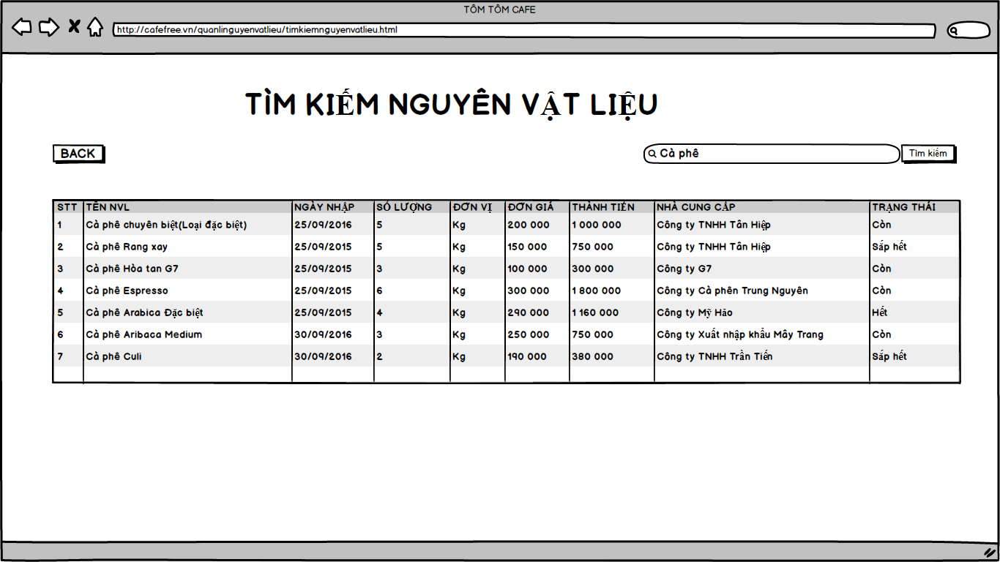 TÔM TÔM CAFE
http://cafefree.vn/quanlinguyenvatlieu/timkiemnguyenvatlieu.html
TÌM KIẾM NGUYÊN VẬT LIỆU
BACK Cà phê Tìm kiếm
STT TÊN NVL NGÀY NHẬP SỐ LƯỢNG ĐƠN VỊ ĐƠN GIÁ THÀNH TIỀN NHÀ CUNG CẤP TRẠNG THÁI
1 Cà phê chuyên biệt(Loại đặc biệt) 25/09/2016 5 Kg 200 000 1 000 000 Công ty TNHH Tân Hiệp Còn
2 Cà phê Rang xay 25/09/2015 5 Kg 150 000 750 000 Công ty TNHH Tân Hiệp Sắp hết
3 Cà phê Hòa tan G7 25/09/2015 3 Kg 100 000 300 000 Công ty G7 Còn
4 Cà phê Espresso 25/09/2015 6 Kg 300 000 1 800 000 Công ty Cà phên Trung Nguyên Còn
5 Cà phê Arabica Đặc biệt 25/09/2015 4 Kg 290 000 1 160 000 Công ty Mỹ Hảo Hết
6 Cà phê Aribaca Medium 30/09/2016 3 Kg 250 000 750 000 Công ty Xuất nhập khẩu Mây Trang Còn
7 Cà phê Culi 30/09/2016 2 Kg 190 000 380 000 Công ty TNHH Trần Tiến Sắp hết